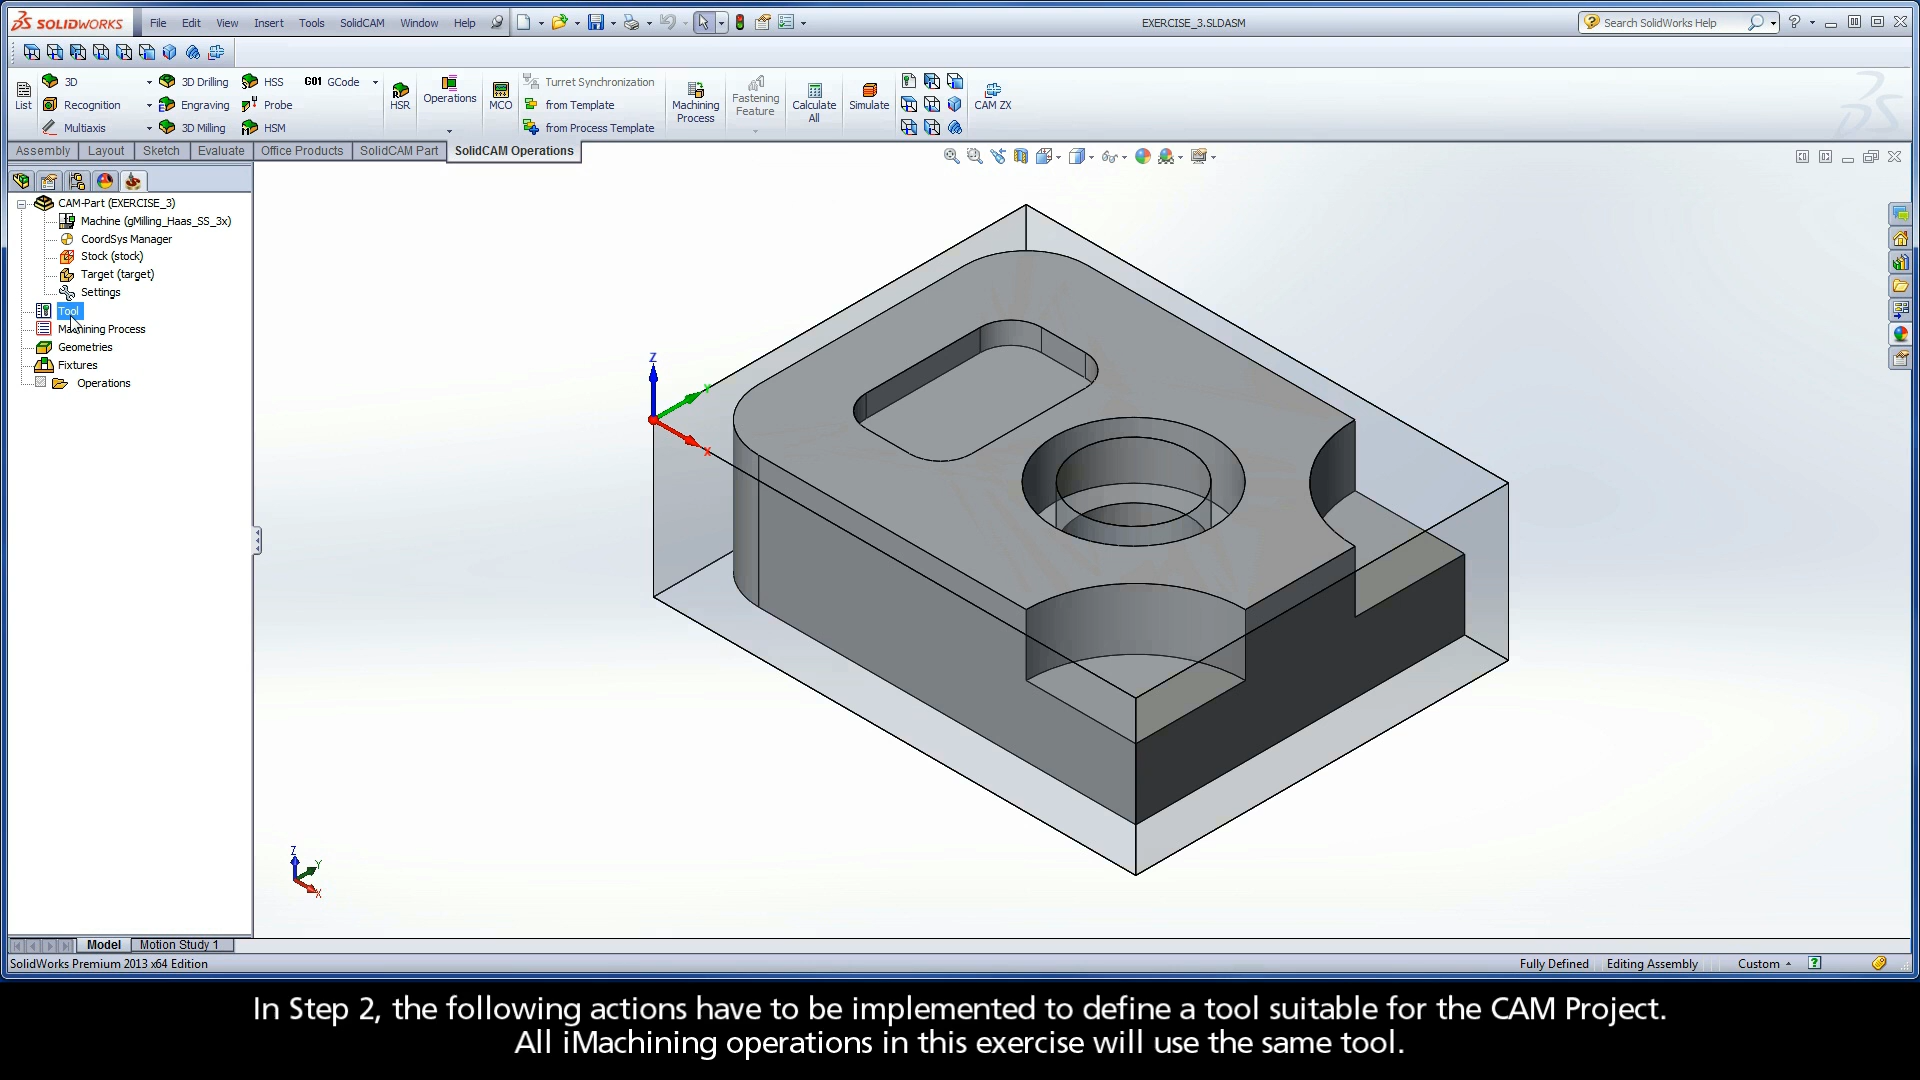 SOLIDWORKS File Edit View Insert Tools SolidCAM Window Help EXERCISE_3.SLDASM Search SolidWorks Help
3D 3D Drilling HSS G01 GCode Turret Synchronization
List Recognition Engraving Probe HSR Operations MCO from Template Machining Process Fastening Feature Calculate All Simulate CAM ZX
Multiaxis 3D Milling HSM from Process Template
Assembly Layout Sketch Evaluate Office Products SolidCAM Part SolidCAM Operations
CAM-Part (EXERCISE_3)
Machine (gMilling_Haas_SS_3x)
CoordSys Manager
Stock (stock)
Target (target)
Settings
Tool
Machining Process
Geometries
Fixtures
Operations
Z
Y
X
Z
Y
X
Model Motion Study 1
SolidWorks Premium 2013 x64 Edition Fully Defined Editing Assembly Custom
In Step 2, the following actions have to be implemented to define a tool suitable for the CAM Project.
All iMachining operations in this exercise will use the same tool.